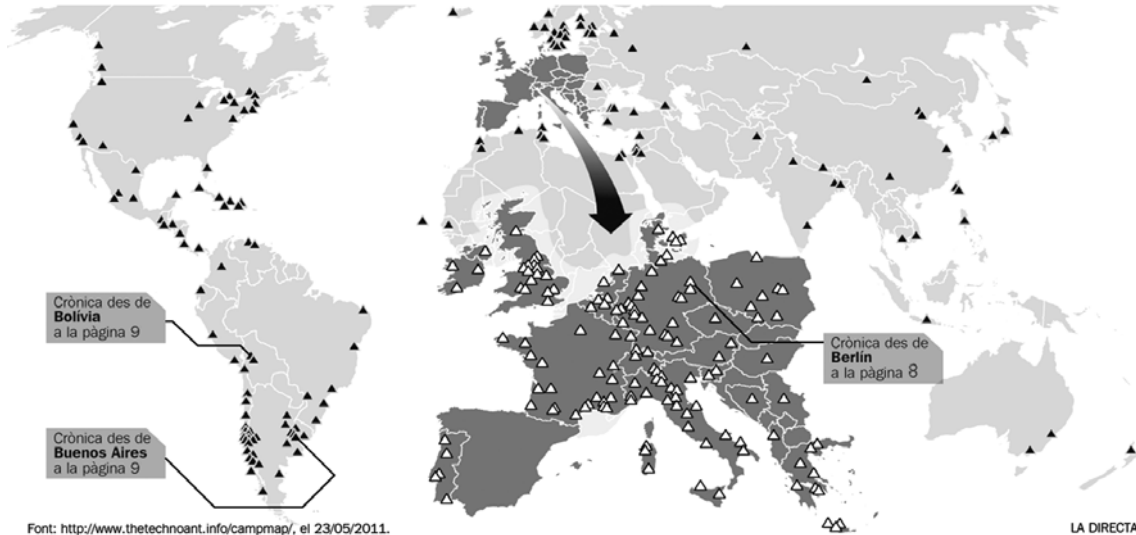 Crònica des de
Bolívia
a la pàgina 9
Crònica des de
Berlín
a la pàgina 8
Crònica des de
Buenos Aires
a la pàgina 9
Font: http://www.thetechnoant.info/campmap/, el 23/05/2011.
LA DIRECTA